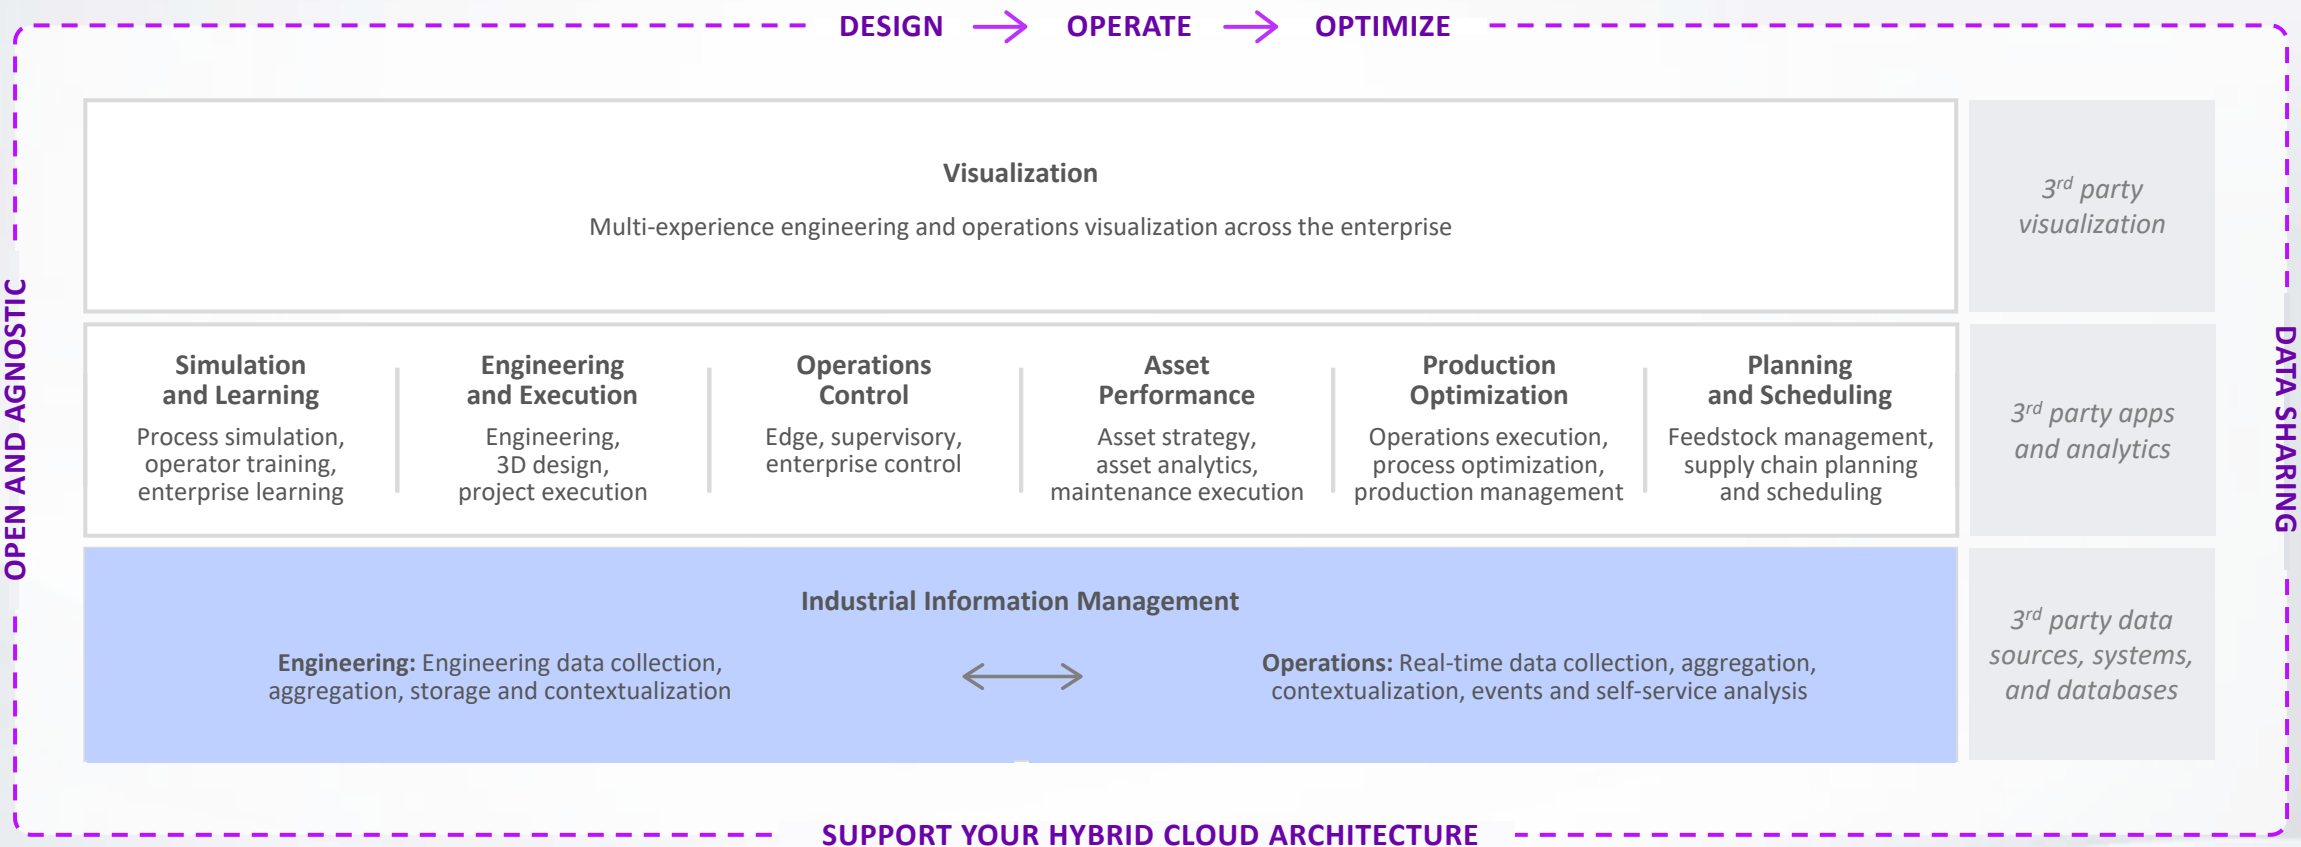 DESIGN → OPERATE → OPTIMIZE
OPEN AND AGNOSTIC
Visualization
Multi-experience engineering and operations visualization across the enterprise
3rd party
visualization
Simulation
and Learning
Process simulation,
operator training,
enterprise learning
Engineering
and Execution
Engineering,
3D design,
project execution
Operations
Control
Edge, supervisory,
enterprise control
Asset
Performance
Asset strategy,
asset analytics,
maintenance execution
Production
Optimization
Operations execution,
process optimization,
production management
Planning
and Scheduling
Feedstock management,
supply chain planning
and scheduling
3rd party apps
and analytics
Industrial Information Management
Engineering: Engineering data collection,
aggregation, storage and contextualization
Operations: Real-time data collection, aggregation,
contextualization, events and self-service analysis
3rd party data
sources, systems,
and databases
DATA SHARING
SUPPORT YOUR HYBRID CLOUD ARCHITECTURE